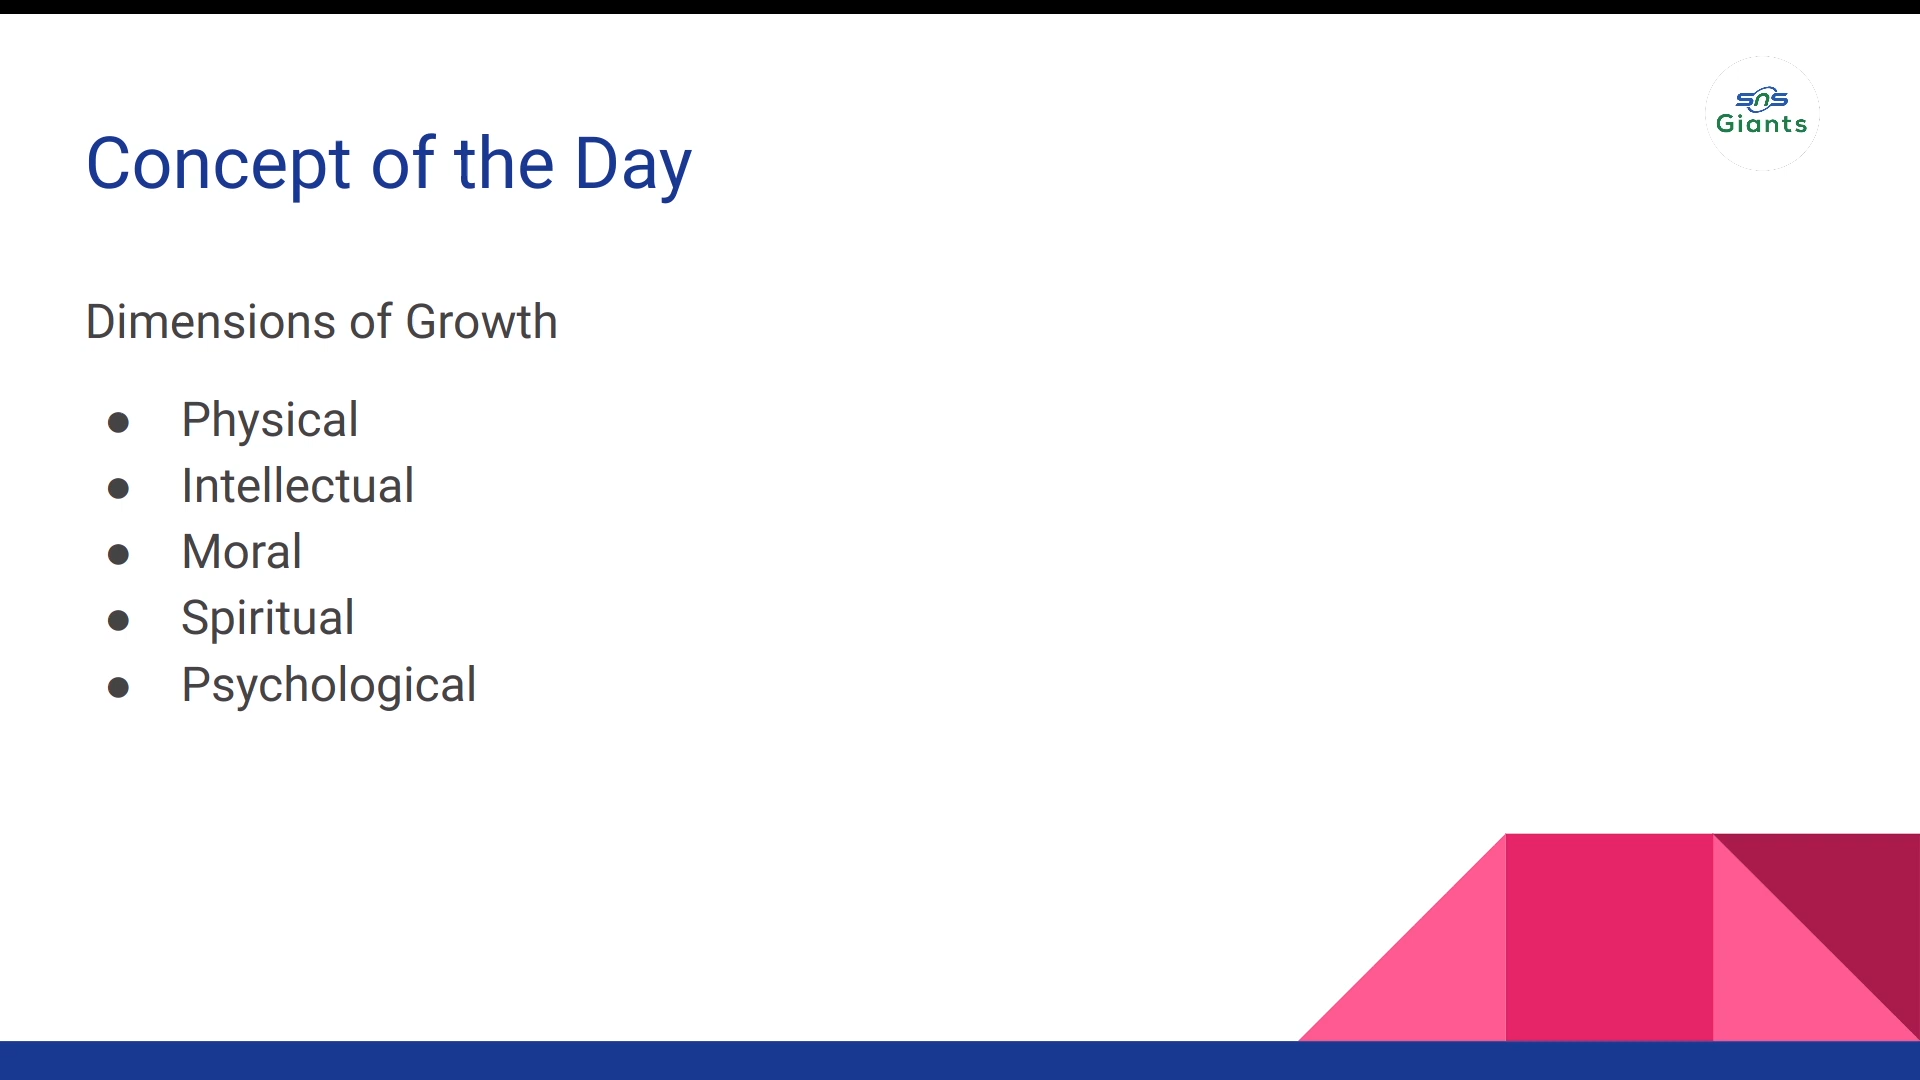 sns
Giants
Concept of the Day
Dimensions of Growth
● Physical
● Intellectual
● Moral
● Spiritual
● Psychological